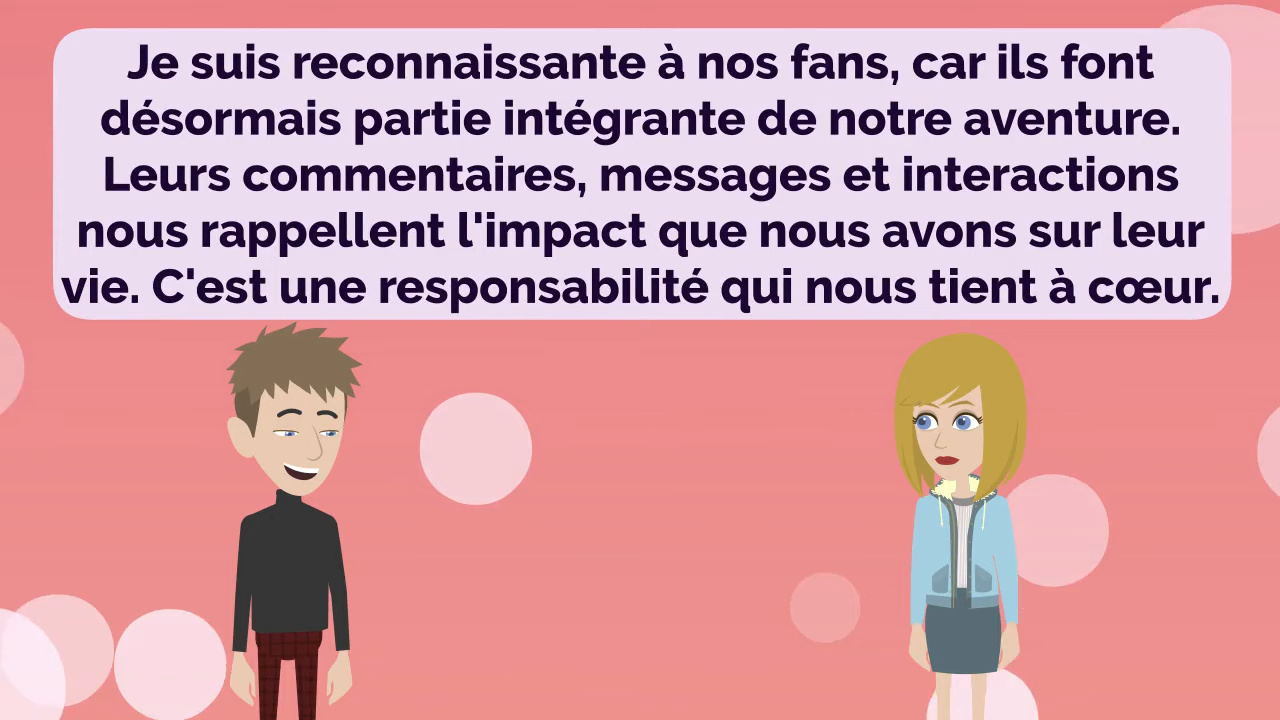 Je suis reconnaissante à nos fans, car ils font
désormais partie intégrante de notre aventure.
Leurs commentaires, messages et interactions
nous rappellent l'impact que nous avons sur leur
vie. C'est une responsabilité qui nous tient à cœur.